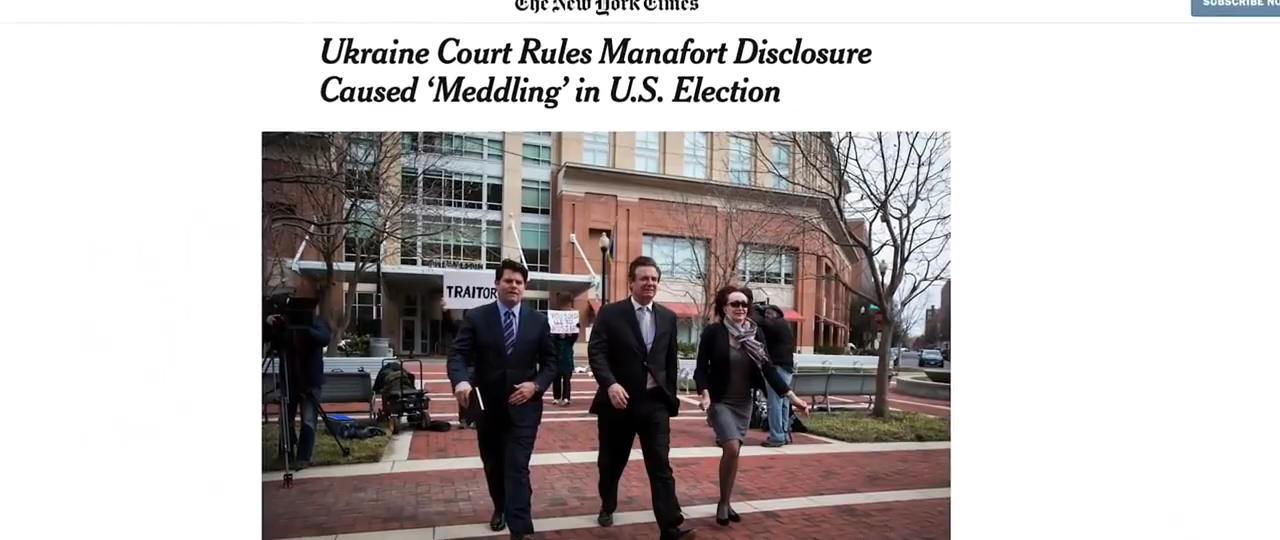 The New York Times
SUBSCRIBE NO
Ukraine Court Rules Manafort Disclosure
Caused ‘Meddling’ in U.S. Election
TRAITOR